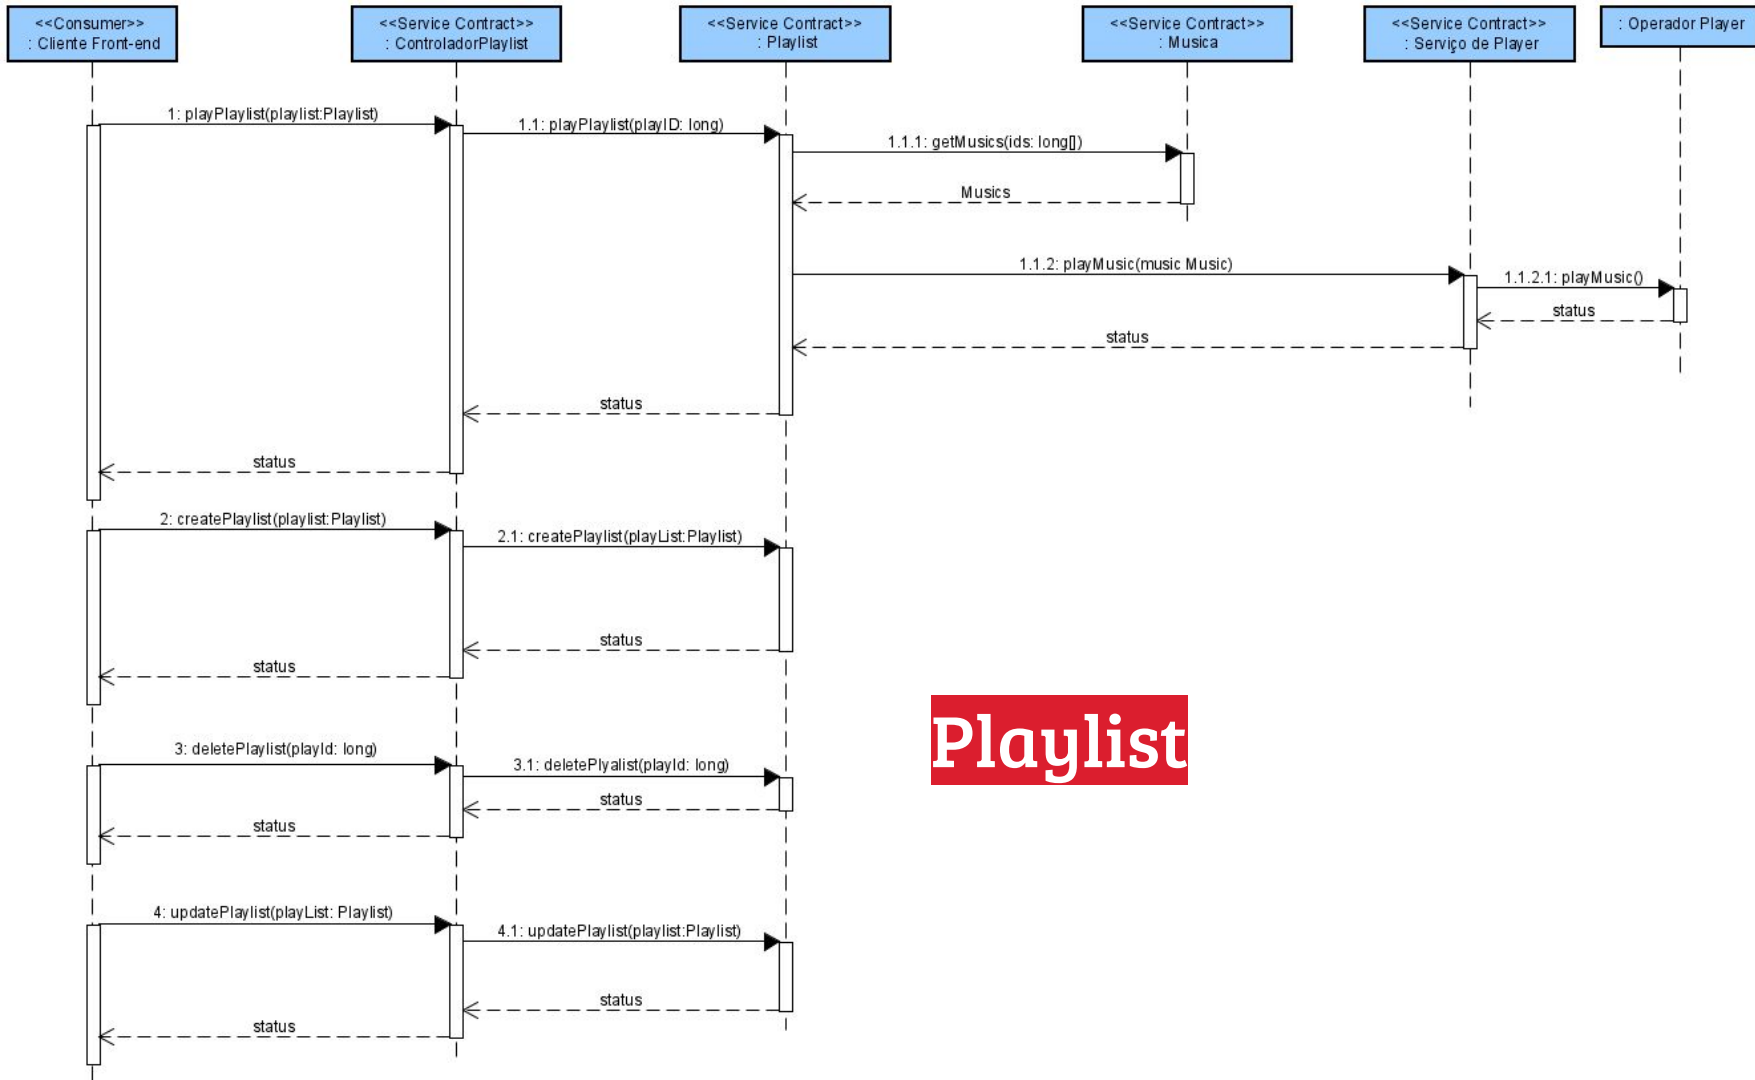 <<Consumer>>
: Cliente Front-end
<<Service Contract>>
: ControladorPlaylist
<<Service Contract>>
: Playlist
<<Service Contract>>
: Musica
<<Service Contract>>
: Serviço de Player
: Operador Player
1: playPlaylist(playlist:Playlist)
1.1: playPlaylist(playID: long)
1.1.1: getMusics(ids: long[])
Musics
1.1.2: playMusic(music Music)
1.1.2.1: playMusic()
status
status
status
status
2: createPlaylist(playlist:Playlist)
2.1: createPlaylist(playList:Playlist)
status
status
Playlist
3: deletePlaylist(playId: long)
3.1: deletePlyalist(playId: long)
status
status
4: updatePlaylist(playList: Playlist)
4.1: updatePlaylist(playlist:Playlist)
status
status